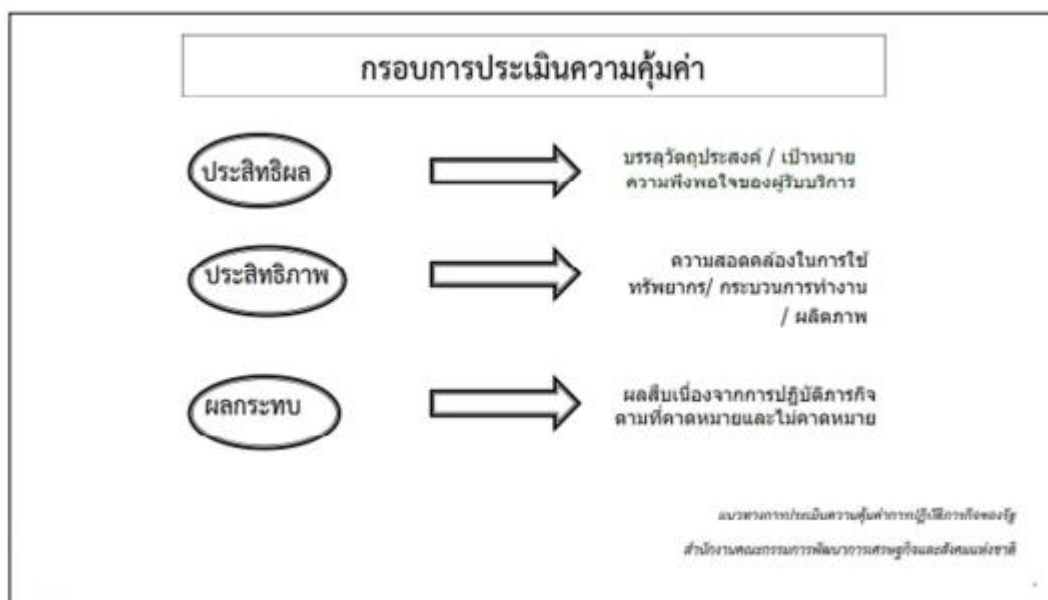 กรอบการประเมินความคุ้มค่า
ประสิทธิผล
บรรลุวัตถุประสงค์ / เป้าหมาย
ความพึงพอใจของผู้รับบริการ
ประสิทธิภาพ
ความสอดคล้องในการใช้
ทรัพยากร/ กระบวนการทำงาน
/ ผลิตภาพ
ผลกระทบ
ผลสืบเนื่องจากการปฏิบัติภารกิจ
ตามที่คาดหมายและไม่คาดหมาย
แนวทางการประเมินความคุ้มค่าการปฏิบัติภารกิจของรัฐ
สำนักงานคณะกรรมการพัฒนาการเศรษฐกิจและสังคมแห่งชาติ